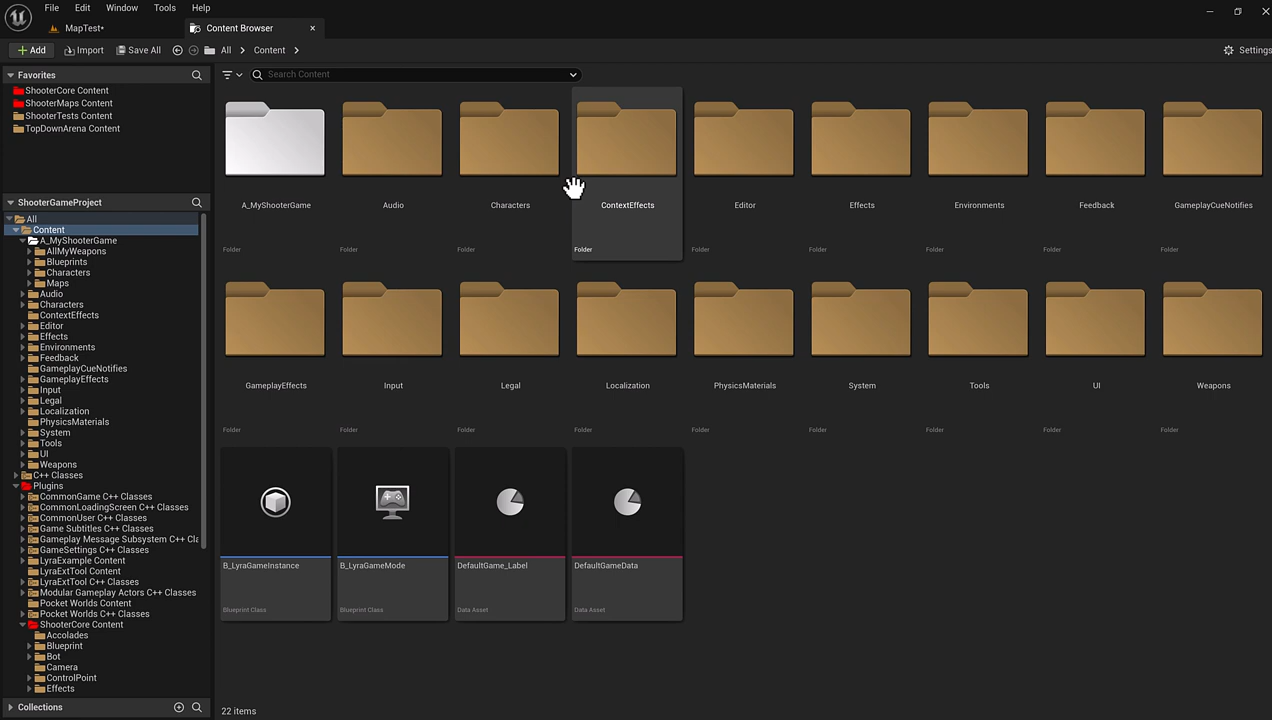 File Edit Window Tools Help
MapTest*
Content Browser
Add
Import
Save All
All
Content
Settings
Favorites
ShooterCore Content
ShooterMaps Content
ShooterTests Content
TopDownArena Content
ShooterGameProject
All
Content
A_MyShooterGame
AllMyWeapons
Blueprints
Characters
Maps
Audio
Characters
ContextEffects
Editor
Effects
Environments
Feedback
GameplayCueNotifies
GameplayEffects
Input
Legal
Localization
PhysicsMaterials
System
Tools
UI
Weapons
C++ Classes
Plugins
CommonGame C++ Classes
CommonLoadingScreen C++ Classes
CommonUser C++ Classes
Game Subtitles C++ Classes
Gameplay Message Subsystem C++ Cla
GameSettings C++ Classes
LyraExample Content
LyraExtTool Content
LyraExtTool C++ Classes
Modular Gameplay Actors C++ Classes
Pocket Worlds Content
Pocket Worlds C++ Classes
ShooterCore Content
Accolades
Blueprint
Bot
Camera
ControlPoint
Effects
Collections
Search Content
A_MyShooterGame Audio Characters ContextEffects Editor Effects Environments Feedback GameplayCueNotifies
Folder Folder Folder Folder Folder Folder Folder Folder Folder
GameplayEffects Input Legal Localization PhysicsMaterials System Tools UI Weapons
Folder Folder Folder Folder Folder Folder Folder Folder Folder
B_LyraGameInstance B_LyraGameMode DefaultGame_Label DefaultGameData
Blueprint Class Blueprint Class Data Asset Data Asset
22 items